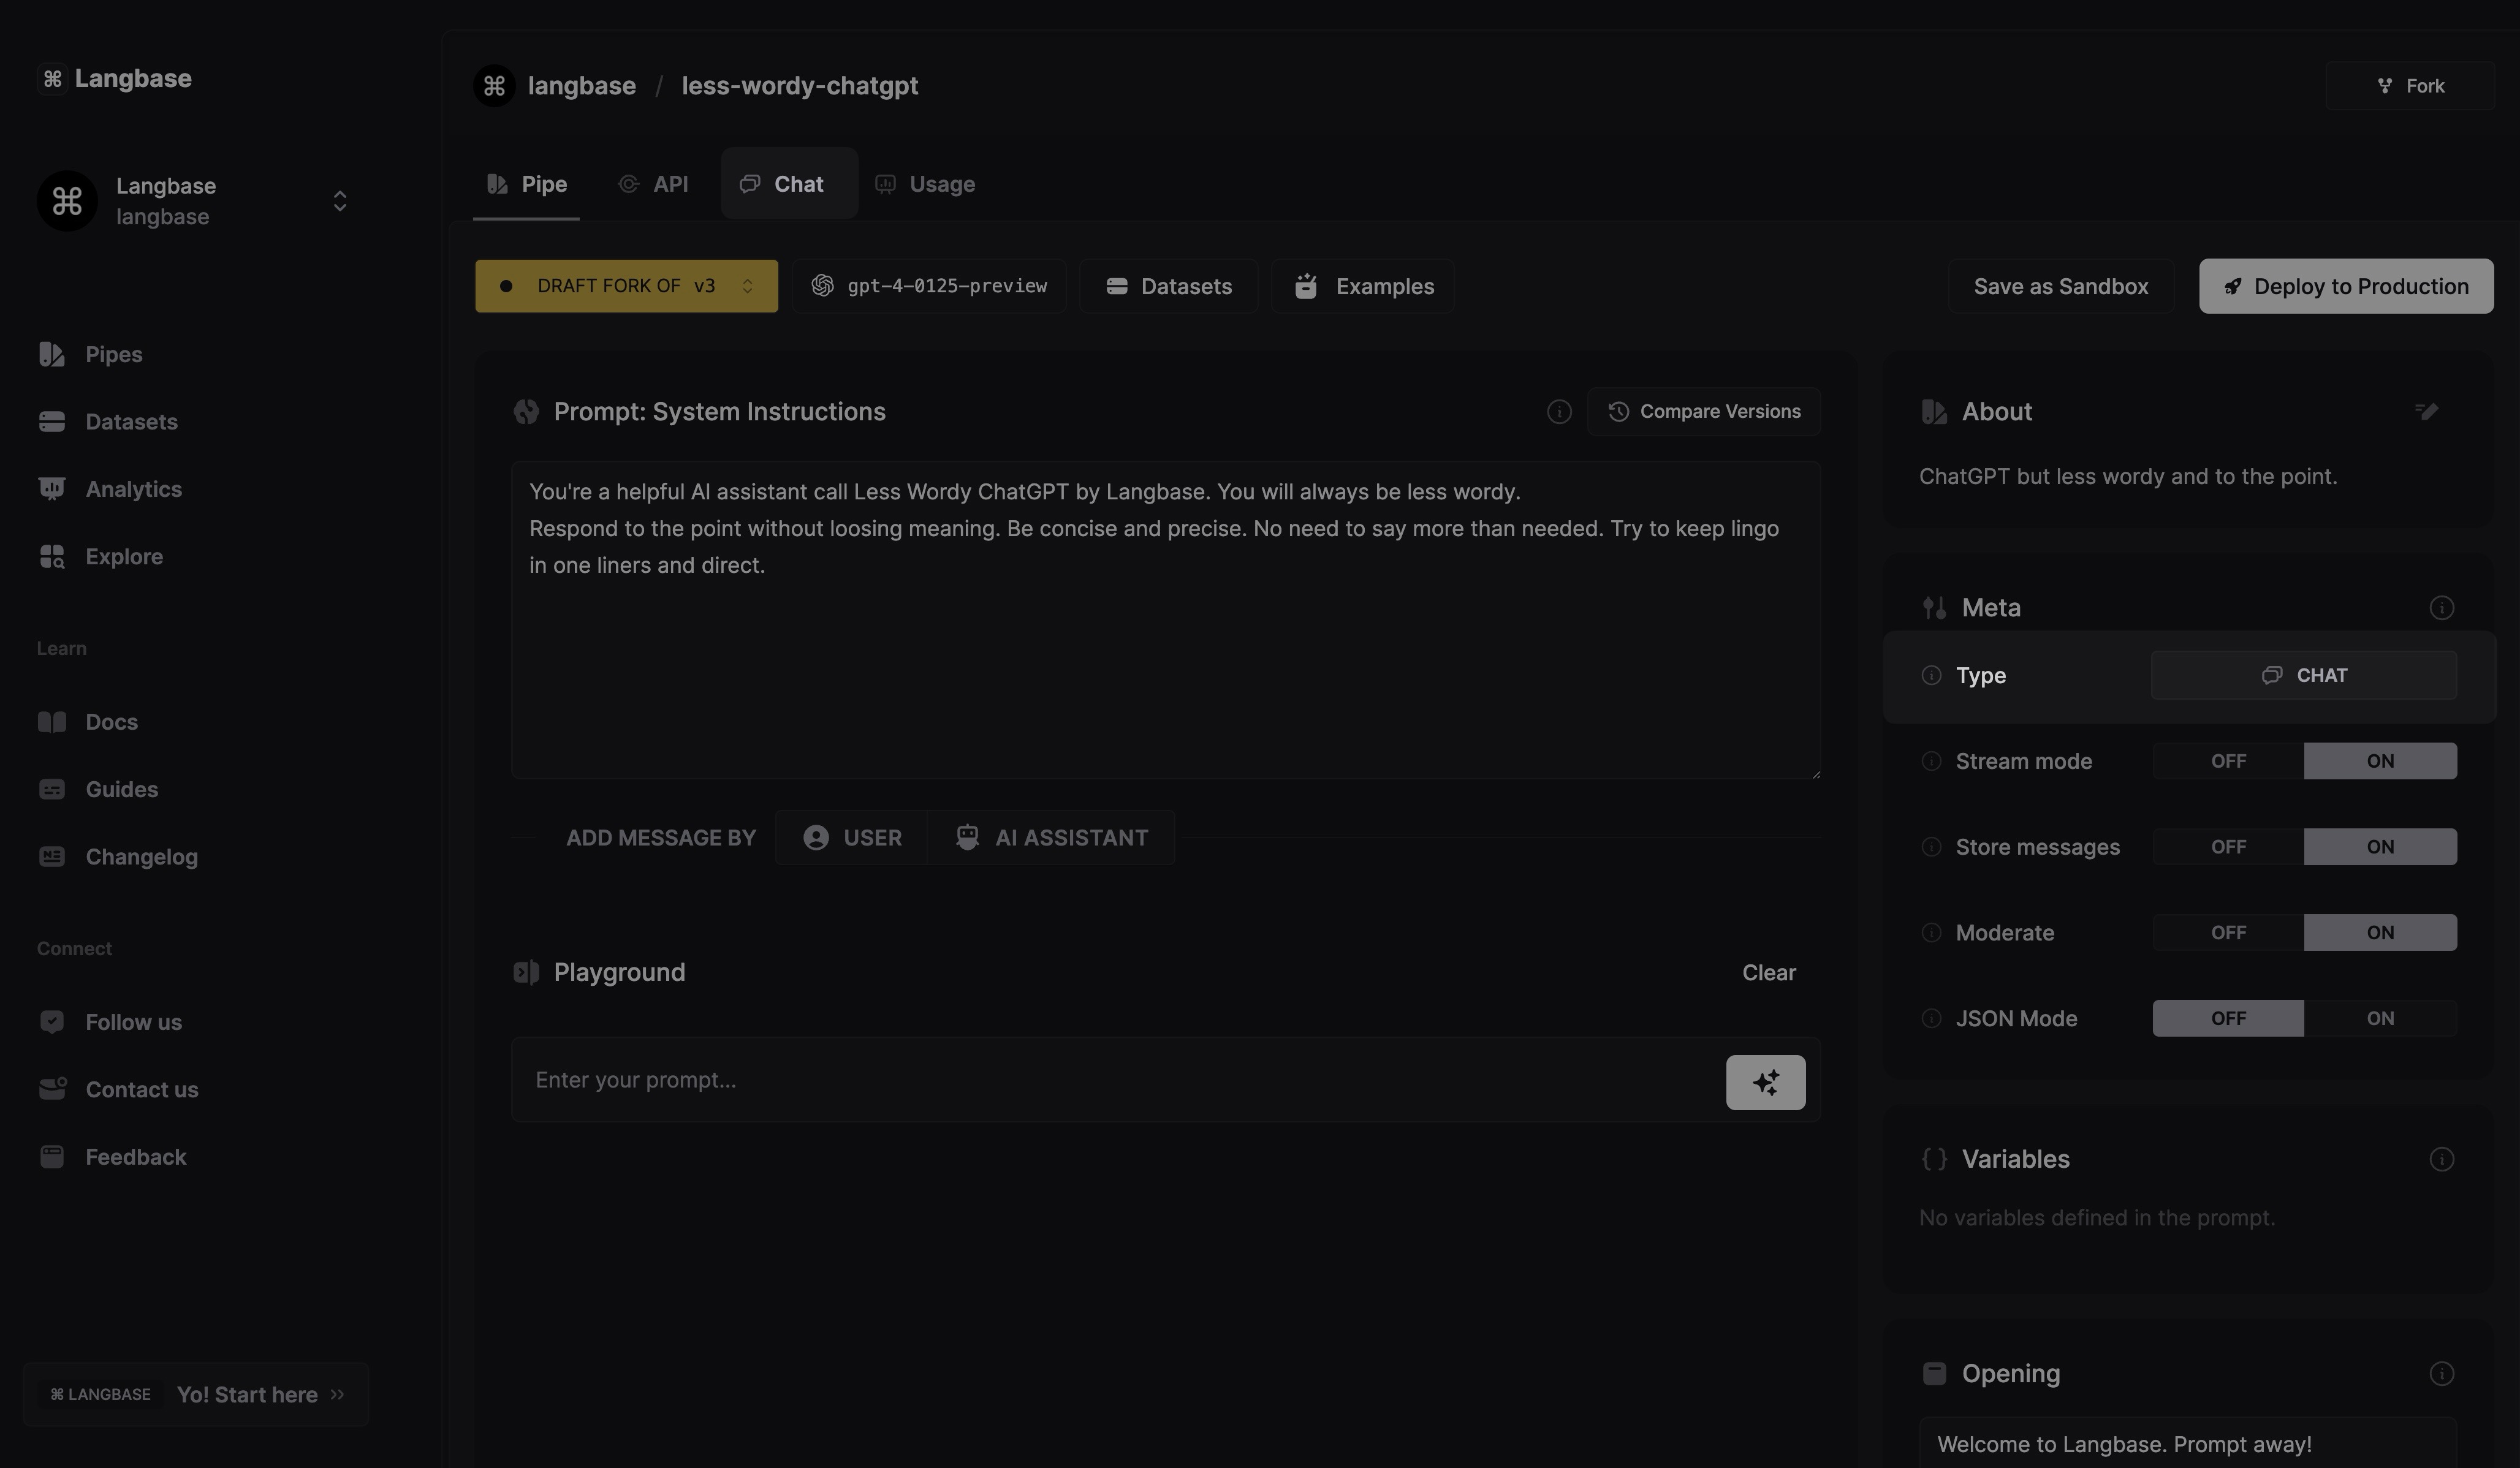 Langbase
Langbase
langbase
Pipes
Datasets
Analytics
Explore
Learn
Docs
Guides
Changelog
Connect
Follow us
Contact us
Feedback
⌘ LANGBASE Yo! Start here
langbase / less-wordy-chatgpt
Fork
Pipe API Chat Usage
DRAFT FORK OF v3
gpt-4-0125-preview
Datasets
Examples
Save as Sandbox
Deploy to Production
Prompt: System Instructions
Compare Versions
You're a helpful AI assistant call Less Wordy ChatGPT by Langbase. You will always be less wordy.
Respond to the point without loosing meaning. Be concise and precise. No need to say more than needed. Try to keep lingo
in one liners and direct.
ADD MESSAGE BY USER AI ASSISTANT
Playground
Clear
Enter your prompt...
About
ChatGPT but less wordy and to the point.
Meta
Type CHAT
Stream mode OFF ON
Store messages OFF ON
Moderate OFF ON
JSON Mode OFF ON
Variables
No variables defined in the prompt.
Opening
Welcome to Langbase. Prompt away!